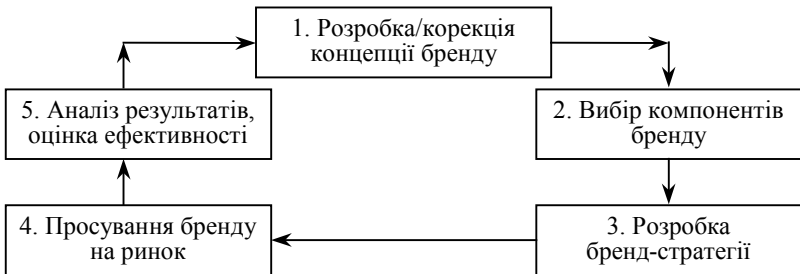 1. Розробка/корекція
концепції бренду
2. Вибір компонентів
бренду
3. Розробка
бренд-стратегії
4. Просування бренду
на ринок
5. Аналіз результатів,
оцінка ефективності